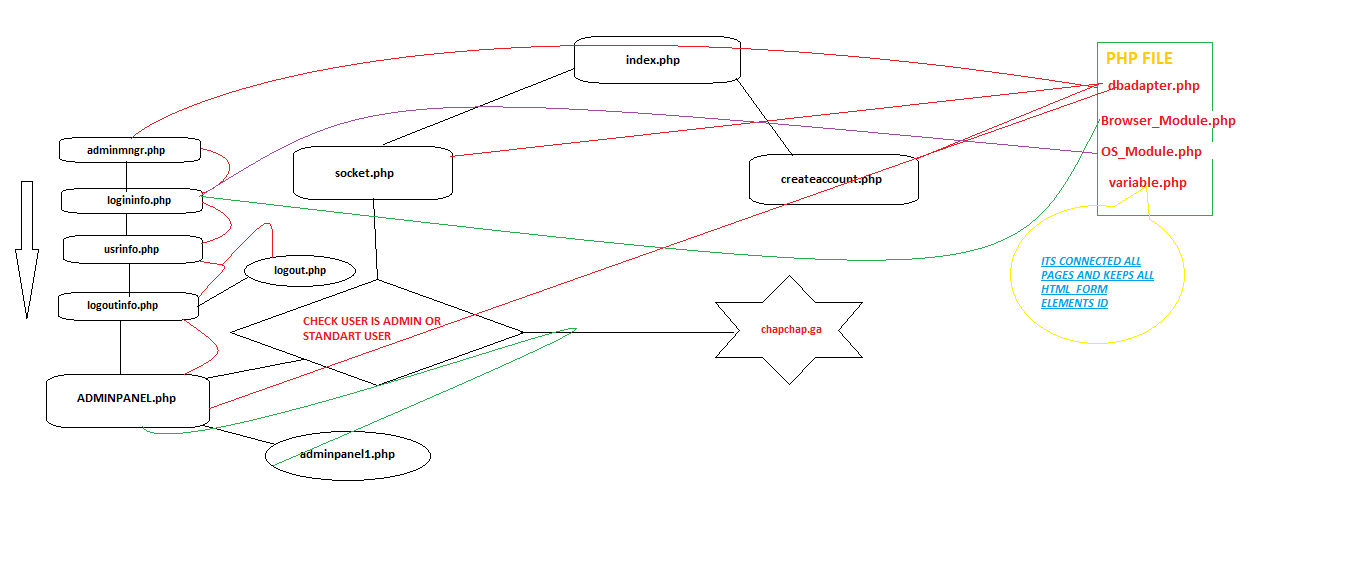 index.php
PHP FILE
dbadapter.php
Browser_Module.php
OS_Module.php
variable.php
adminmngr.php
socket.php
createaccount.php
logininfo.php
usrinfo.php
logout.php
logoutinfo.php
ITS CONNECTED ALL
PAGES AND KEEPS ALL
HTML FORM
ELEMENTS ID
CHECK USER IS ADMIN OR
STANDART USER
chapchap.ga
ADMINPANEL.php
adminpanel1.php